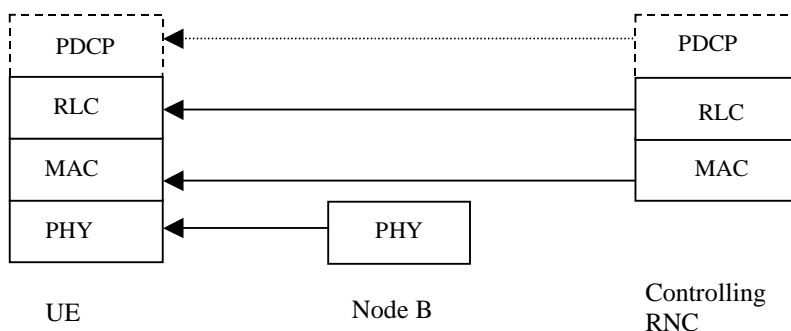 PDCP
PDCP
RLC
RLC
MAC
MAC
PHY
PHY
UE
Node B
Controlling
RNC